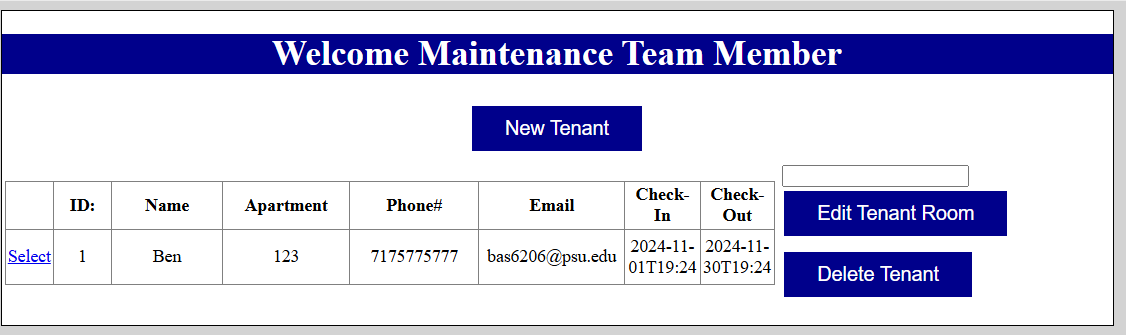 Welcome Maintenance Team Member
New Tenant
ID: Name Apartment Phone# Email Check-In Check-Out
Select 1 Ben 123 7175775777 bas6206@psu.edu 2024-11-01T19:24 2024-11-30T19:24
Edit Tenant Room
Delete Tenant